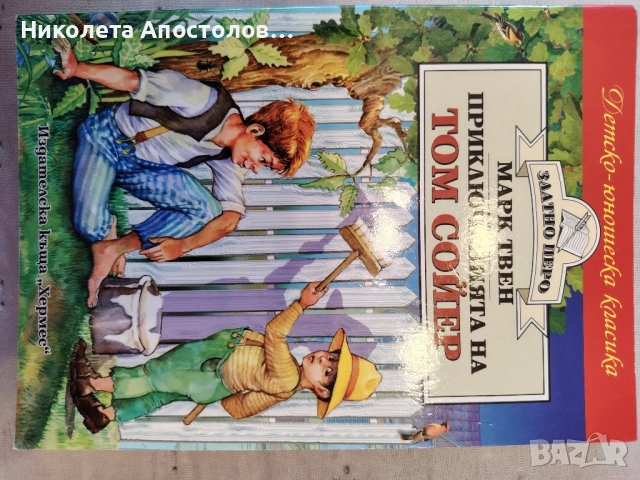 Николета Апостолов...
Детско-юношеска класика
ЗЛАТНО ПЕРО
МАРК ТВЕН
ПРИКЛЮЧЕНИЯТА НА
ТОМ СОЙЕР
Издателска къща „Хермес“
BAZAR